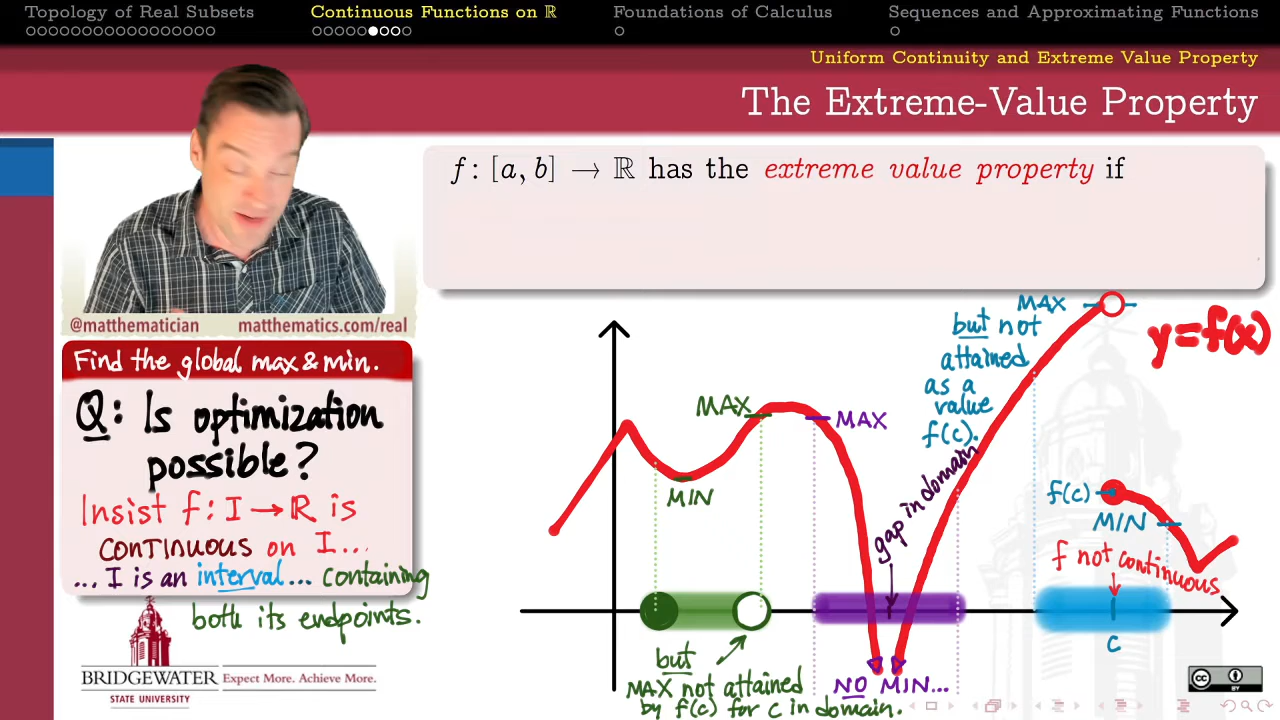 Topology of Real Subsets
Continuous Functions on ℝ
Foundations of Calculus
Sequences and Approximating Functions
Uniform Continuity and Extreme Value Property
The Extreme-Value Property
f: [a, b] → ℝ has the extreme value property if
@matthematician matthematics.com/real
Find the global max & min.
Q: Is optimization
possible?
Insist f: I → ℝ is
CONTINUOUS on I...
...I is an interval... containing
both its endpoints.
BRIDGEWATER
STATE UNIVERSITY
Expect More. Achieve More.
MAX
MIN
but
MAX not attained
by f(c) for c in domain.
MAX
gap in domain
NO MIN...
MAX
but not
attained
as a
value
f(c).
y=f(x)
f(c)
MIN
f not continuous
c
CC
BY